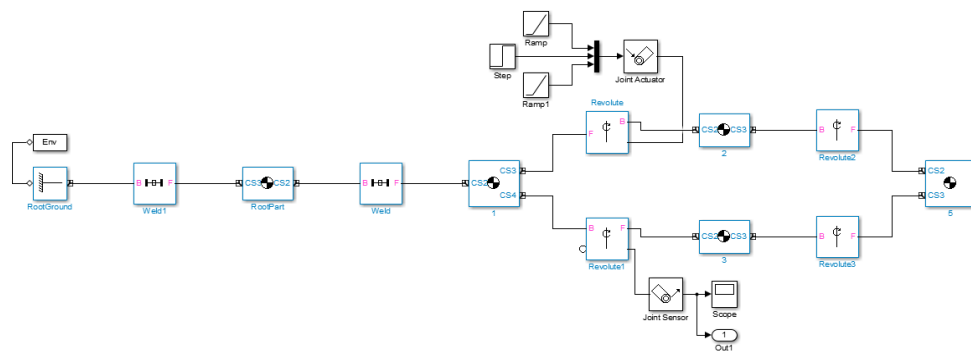 Ramp
Step
Joint Actuator
Ramp1
Revolute
B
F
CS2 CS3
2
B F
Revolute2
Env
RootGround
B F
Weld1
CS3 CS2
RootPart
B F
Weld
CS2
CS3
CS4
1
CS2
CS3
5
B F
Revolute1
CS2 CS3
3
B F
Revolute3
Joint Sensor
Scope
1
Out1